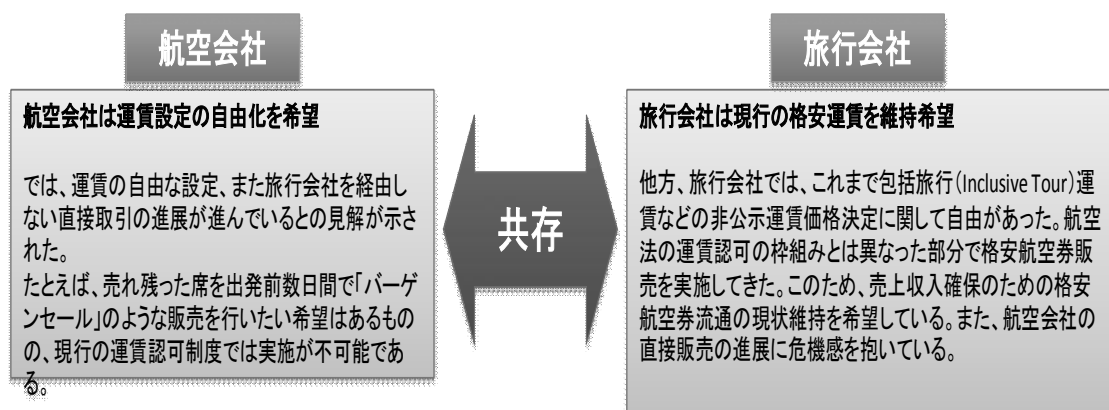 航空会社
航空会社は運賃設定の自由化を希望
では、運賃の自由な設定、また旅行会社を経由し
ない直接取引の進展が進んでいるとの見解が示さ
れた。
たとえば、売れ残った席を出発前数日間で「バーゲ
ンセール」のような販売を行いたい希望はあるもの
の、現行の運賃認可制度では実施が不可能であ
る。
共存
旅行会社
旅行会社は現行の格安運賃を維持希望
他方、旅行会社では、これまで包括旅行(Inclusive Tour)運
賃などの非公示運賃価格決定に関して自由があった。航空
法の運賃認可の枠組みとは異なった部分で格安航空券販
売を実施してきた。このため、売上収入確保のための格安
航空券流通の現状維持を希望している。また、航空会社の
直接販売の進展に危機感を抱いている。